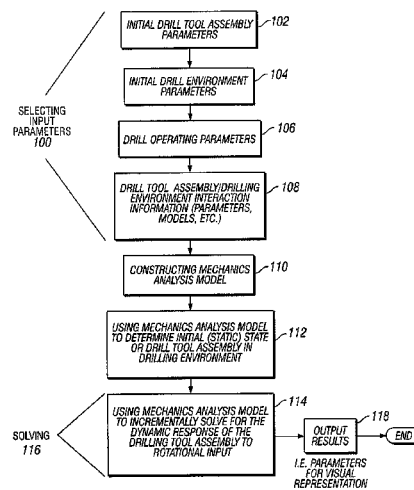 INITIAL DRILL TOOL ASSEMBLY
PARAMETERS
102
INITIAL DRILL ENVIRONMENT
PARAMETERS
104
SELECTING
INPUT
PARAMETERS
100
DRILL OPERATING PARAMETERS
106
DRILL TOOL ASSEMBLY/DRILLING
ENVIRONMENT INTERACTION
INFORMATION (PARAMETERS,
MODELS, ETC.)
108
CONSTRUCTING MECHANICS
ANALYSIS MODEL
110
USING MECHANICS ANALYSIS MODEL
TO DETERMINE INITIAL (STATIC) STATE
OR DRILL TOOL ASSEMBLY IN
DRILLING ENVIRONMENT
112
SOLVING
116
USING MECHANICS ANALYSIS MODEL
TO INCREMENTALLY SOLVE FOR THE
DYNAMIC RESPONSE OF THE
DRILLING TOOL ASSEMBLY TO
ROTATIONAL INPUT
114
OUTPUT
RESULTS
118
END
I.E. PARAMETERS
FOR VISUAL
REPRESENTATION